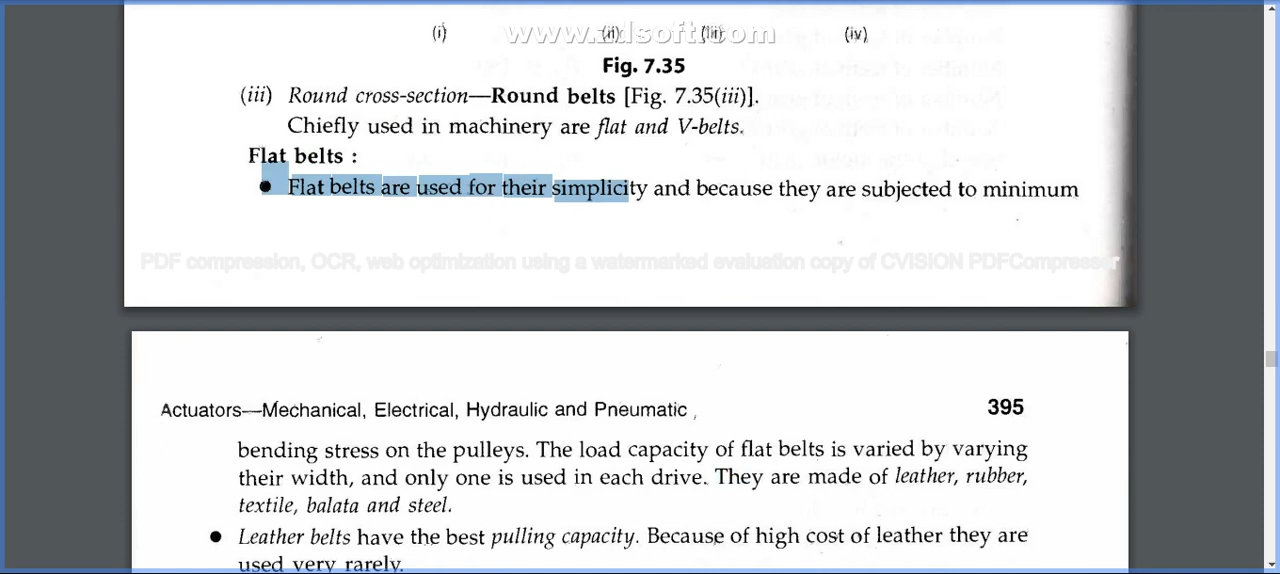 (i) (ii) (iii) (iv)
www.zdsoft.com
Fig. 7.35
(iii) Round cross-section—Round belts [Fig. 7.35(iii)].
Chiefly used in machinery are flat and V-belts.
Flat belts :
● Flat belts are used for their simplicity and because they are subjected to minimum
PDF compression, OCR, web optimization using a watermarked evaluation copy of CVISION PDFCompressor
Actuators—Mechanical, Electrical, Hydraulic and Pneumatic 395
bending stress on the pulleys. The load capacity of flat belts is varied by varying
their width, and only one is used in each drive. They are made of leather, rubber,
textile, balata and steel.
● Leather belts have the best pulling capacity. Because of high cost of leather they are
used very rarely.